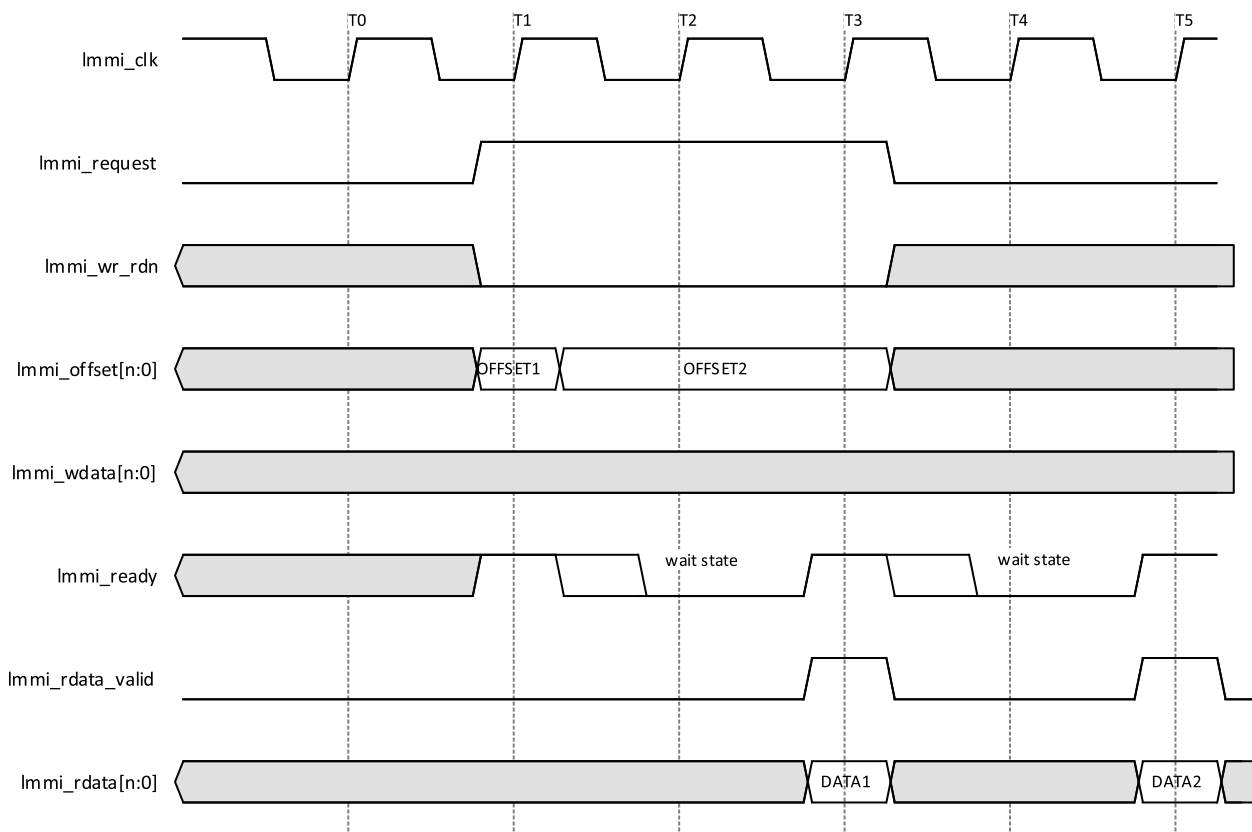 T0 T1 T2 T3 T4 T5
lmmi_clk
lmmi_request
lmmi_wr_rdn
lmmi_offset[n:0] OFFSET1 OFFSET2
lmmi_wdata[n:0]
lmmi_ready wait state wait state
lmmi_rdata_valid
lmmi_rdata[n:0] DATA1 DATA2